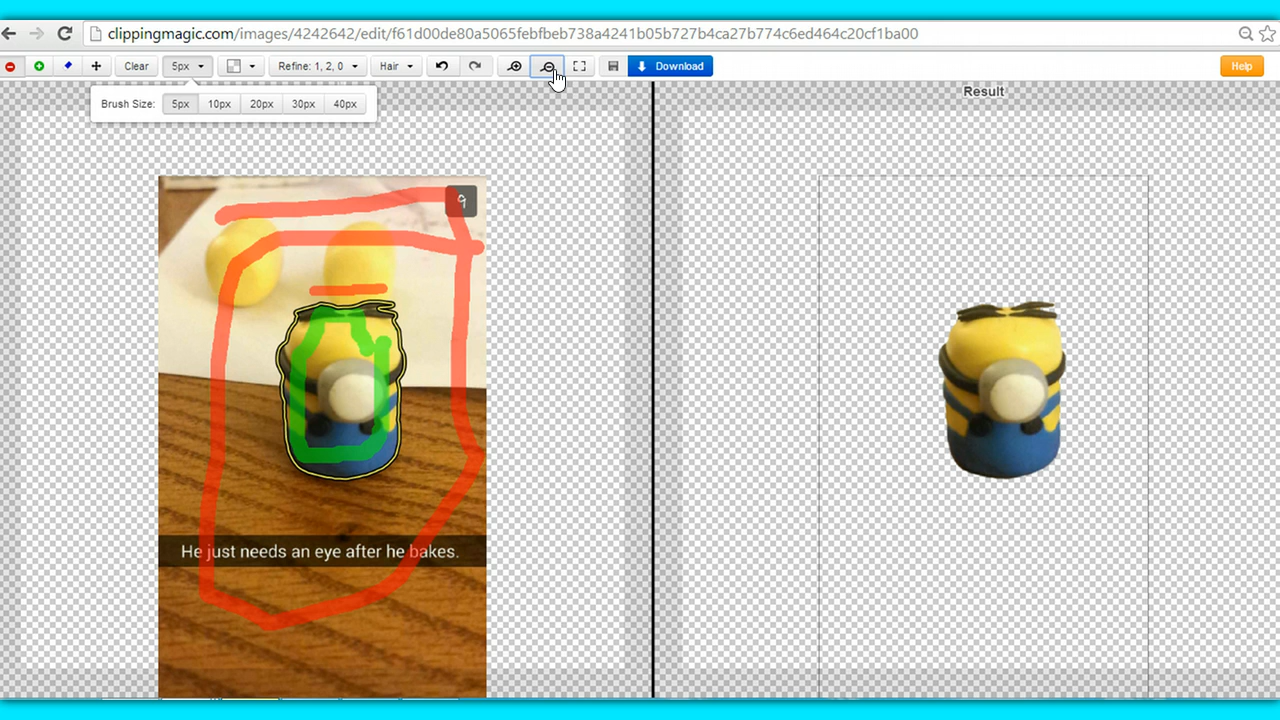 clippingmagic.com/images/4242642/edit/f61d00de80a5065febfbeb738a4241b05b727b4ca27b774c6ed464c20cf1ba00
Clear 5px Refine: 1, 2, 0 Hair Download Help
Brush Size: 5px 10px 20px 30px 40px
Result
9
He just needs an eye after he bakes.